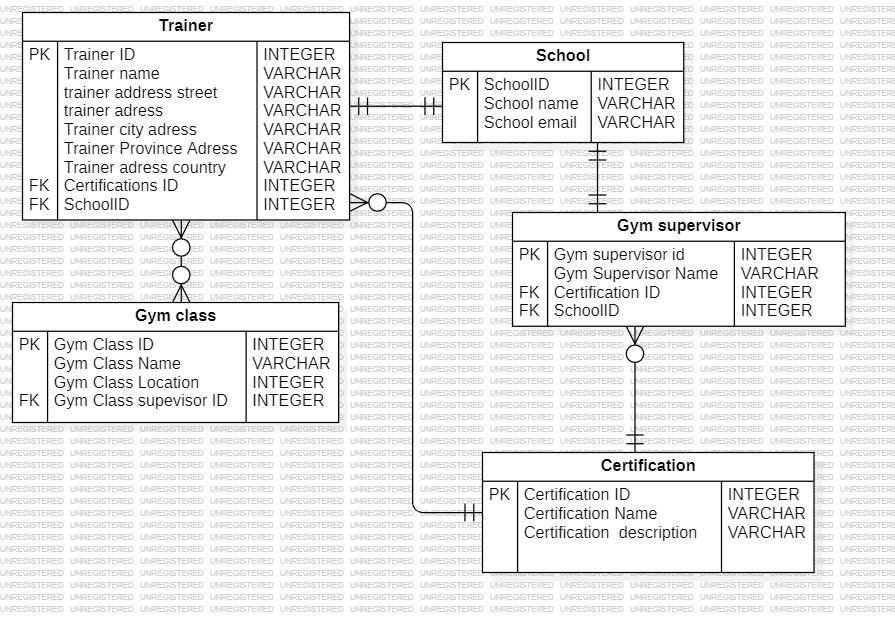 Trainer
PK Trainer ID INTEGER
Trainer name VARCHAR
trainer address street VARCHAR
trainer adress VARCHAR
Trainer city adress VARCHAR
Trainer Province Adress VARCHAR
Trainer adress country VARCHAR
FK Certifications ID INTEGER
FK SchoolID INTEGER
School
PK SchoolID INTEGER
School name VARCHAR
School email VARCHAR
Gym supervisor
PK Gym supervisor id INTEGER
Gym Supervisor Name VARCHAR
FK Certification ID INTEGER
FK SchoolID INTEGER
Gym class
PK Gym Class ID INTEGER
Gym Class Name VARCHAR
Gym Class Location INTEGER
FK Gym Class supevisor ID INTEGER
Certification
PK Certification ID INTEGER
Certification Name VARCHAR
Certification description VARCHAR
UNREGISTERED